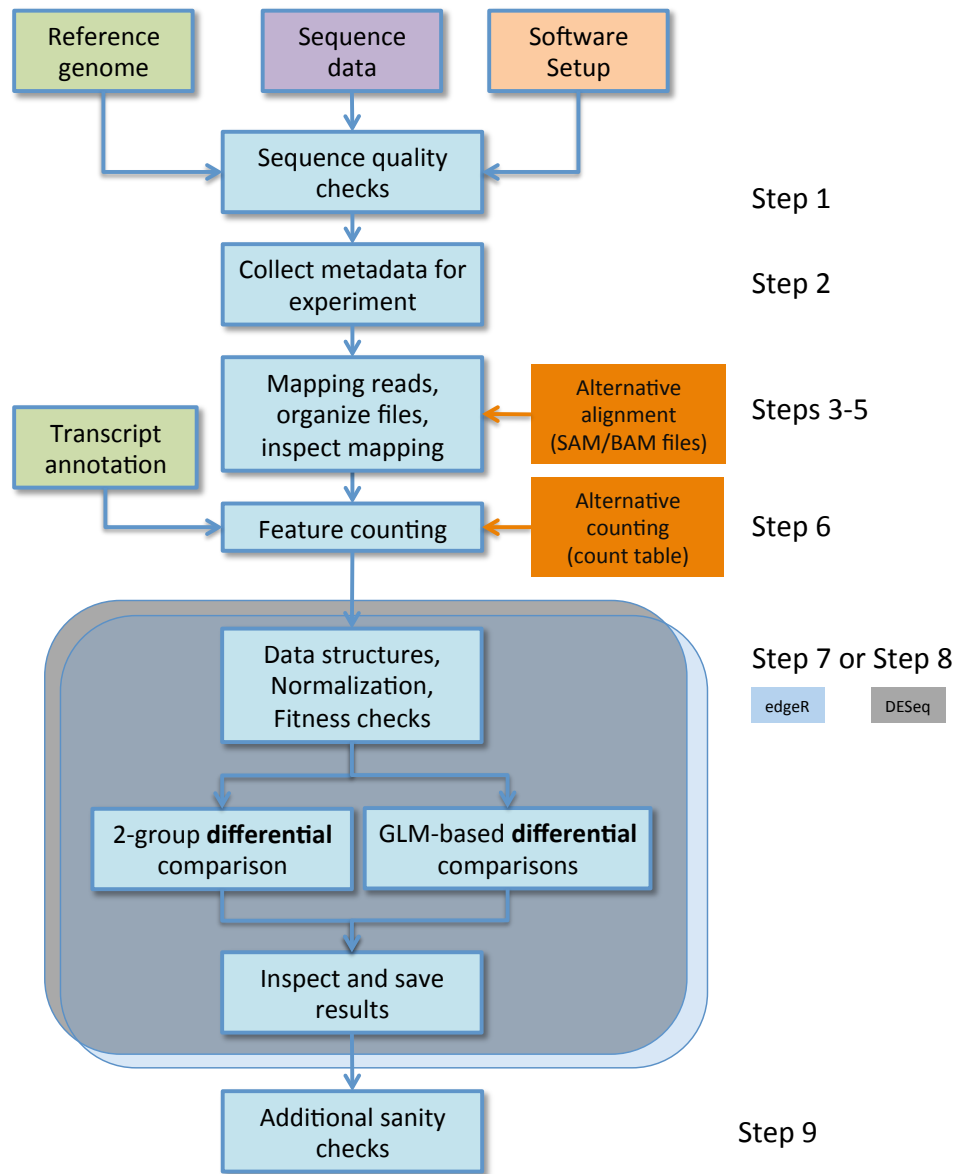 Reference
genome
Sequence
data
Software
Setup
Sequence quality
checks
Step 1
Collect metadata for
experiment
Step 2
Mapping reads,
organize files,
inspect mapping
Alternative
alignment
(SAM/BAM files)
Steps 3-5
Transcript
annotation
Feature counting
Alternative
counting
(count table)
Step 6
Data structures,
Normalization,
Fitness checks
Step 7 or Step 8
edgeR
DESeq
2-group differential
comparison
GLM-based differential
comparisons
Inspect and save
results
Additional sanity
checks
Step 9